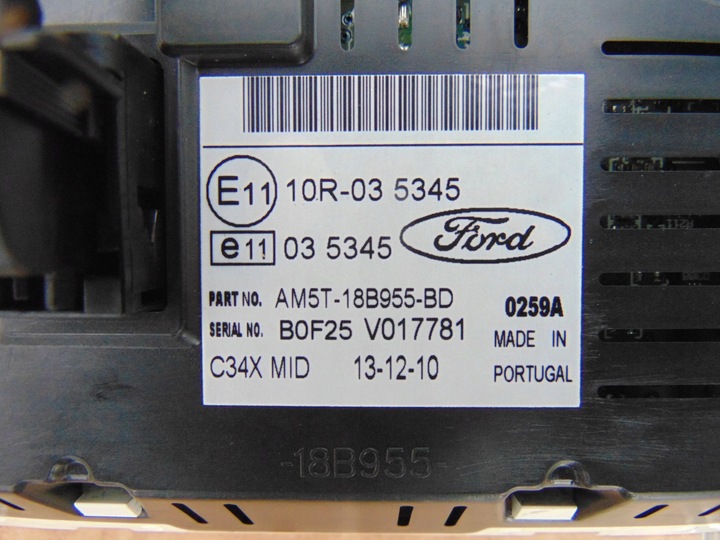 E11 10R-03 5345
e11 03 5345 Ford
PART NO. AM5T-18B955-BD 0259A
SERIAL NO. B0F25 V017781 MADE IN
C34X MID 13-12-10 PORTUGAL
-18B955-